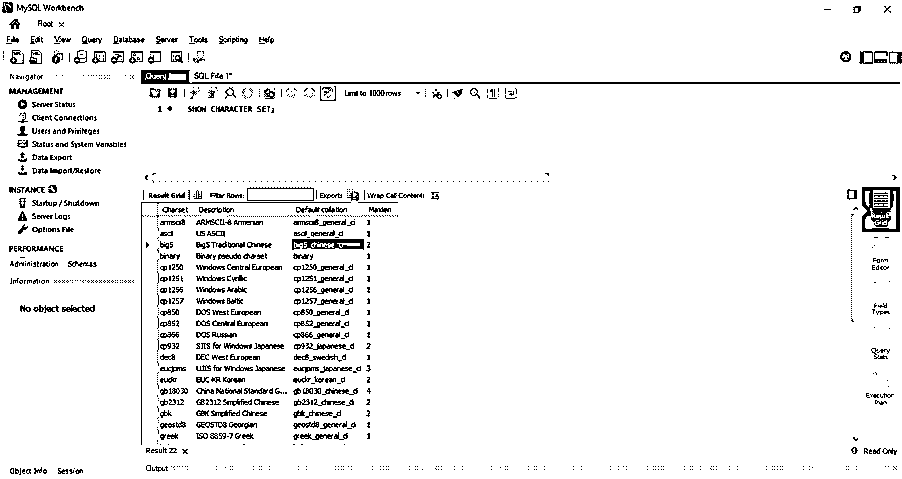 MySQL Workbench
Root ×
File Edit View Query Database Server Tools Scripting Help
Navigator
Query SQL File 1*
MANAGEMENT
Server Status
Client Connections
Users and Privileges
Status and System Variables
Data Export
Data Import/Restore
INSTANCE
Startup / Shutdown
Server Logs
Options File
PERFORMANCE
Administration Schemas
Information
No object selected
Limit to 1000 rows
1 SHOW CHARACTER SET;
Result Grid Filter Rows: Export: Wrap Cell Content:
Charset Description Default collation Maxlen
armscii8 ARMSCII-8 Armenian armscii8_general_ci 1
ascii US ASCII ascii_general_ci 1
big5 Big5 Traditional Chinese big5_chinese_ci 2
binary Binary pseudo charset binary 1
cp1250 Windows Central European cp1250_general_ci 1
cp1251 Windows Cyrillic cp1251_general_ci 1
cp1256 Windows Arabic cp1256_general_ci 1
cp1257 Windows Baltic cp1257_general_ci 1
cp850 DOS West European cp850_general_ci 1
cp852 DOS Central European cp852_general_ci 1
cp866 DOS Russian cp866_general_ci 1
cp932 SJIS for Windows Japanese cp932_japanese_ci 2
dec8 DEC West European dec8_swedish_ci 1
eucjpms UJIS for Windows Japanese eucjpms_japanese_ci 3
euckr EUC-KR Korean euckr_korean_ci 2
gb18030 China National Standard G... gb18030_chinese_ci 4
gb2312 GB2312 Simplified Chinese gb2312_chinese_ci 2
gbk GBK Simplified Chinese gbk_chinese_ci 2
geostd8 GEOSTD8 Georgian geostd8_general_ci 1
greek ISO 8859-7 Greek greek_general_ci 1
Form
Editor
Field
Types
Query
Stats
Execution
Plan
Result 22 × Read Only
Output
Object Info Session